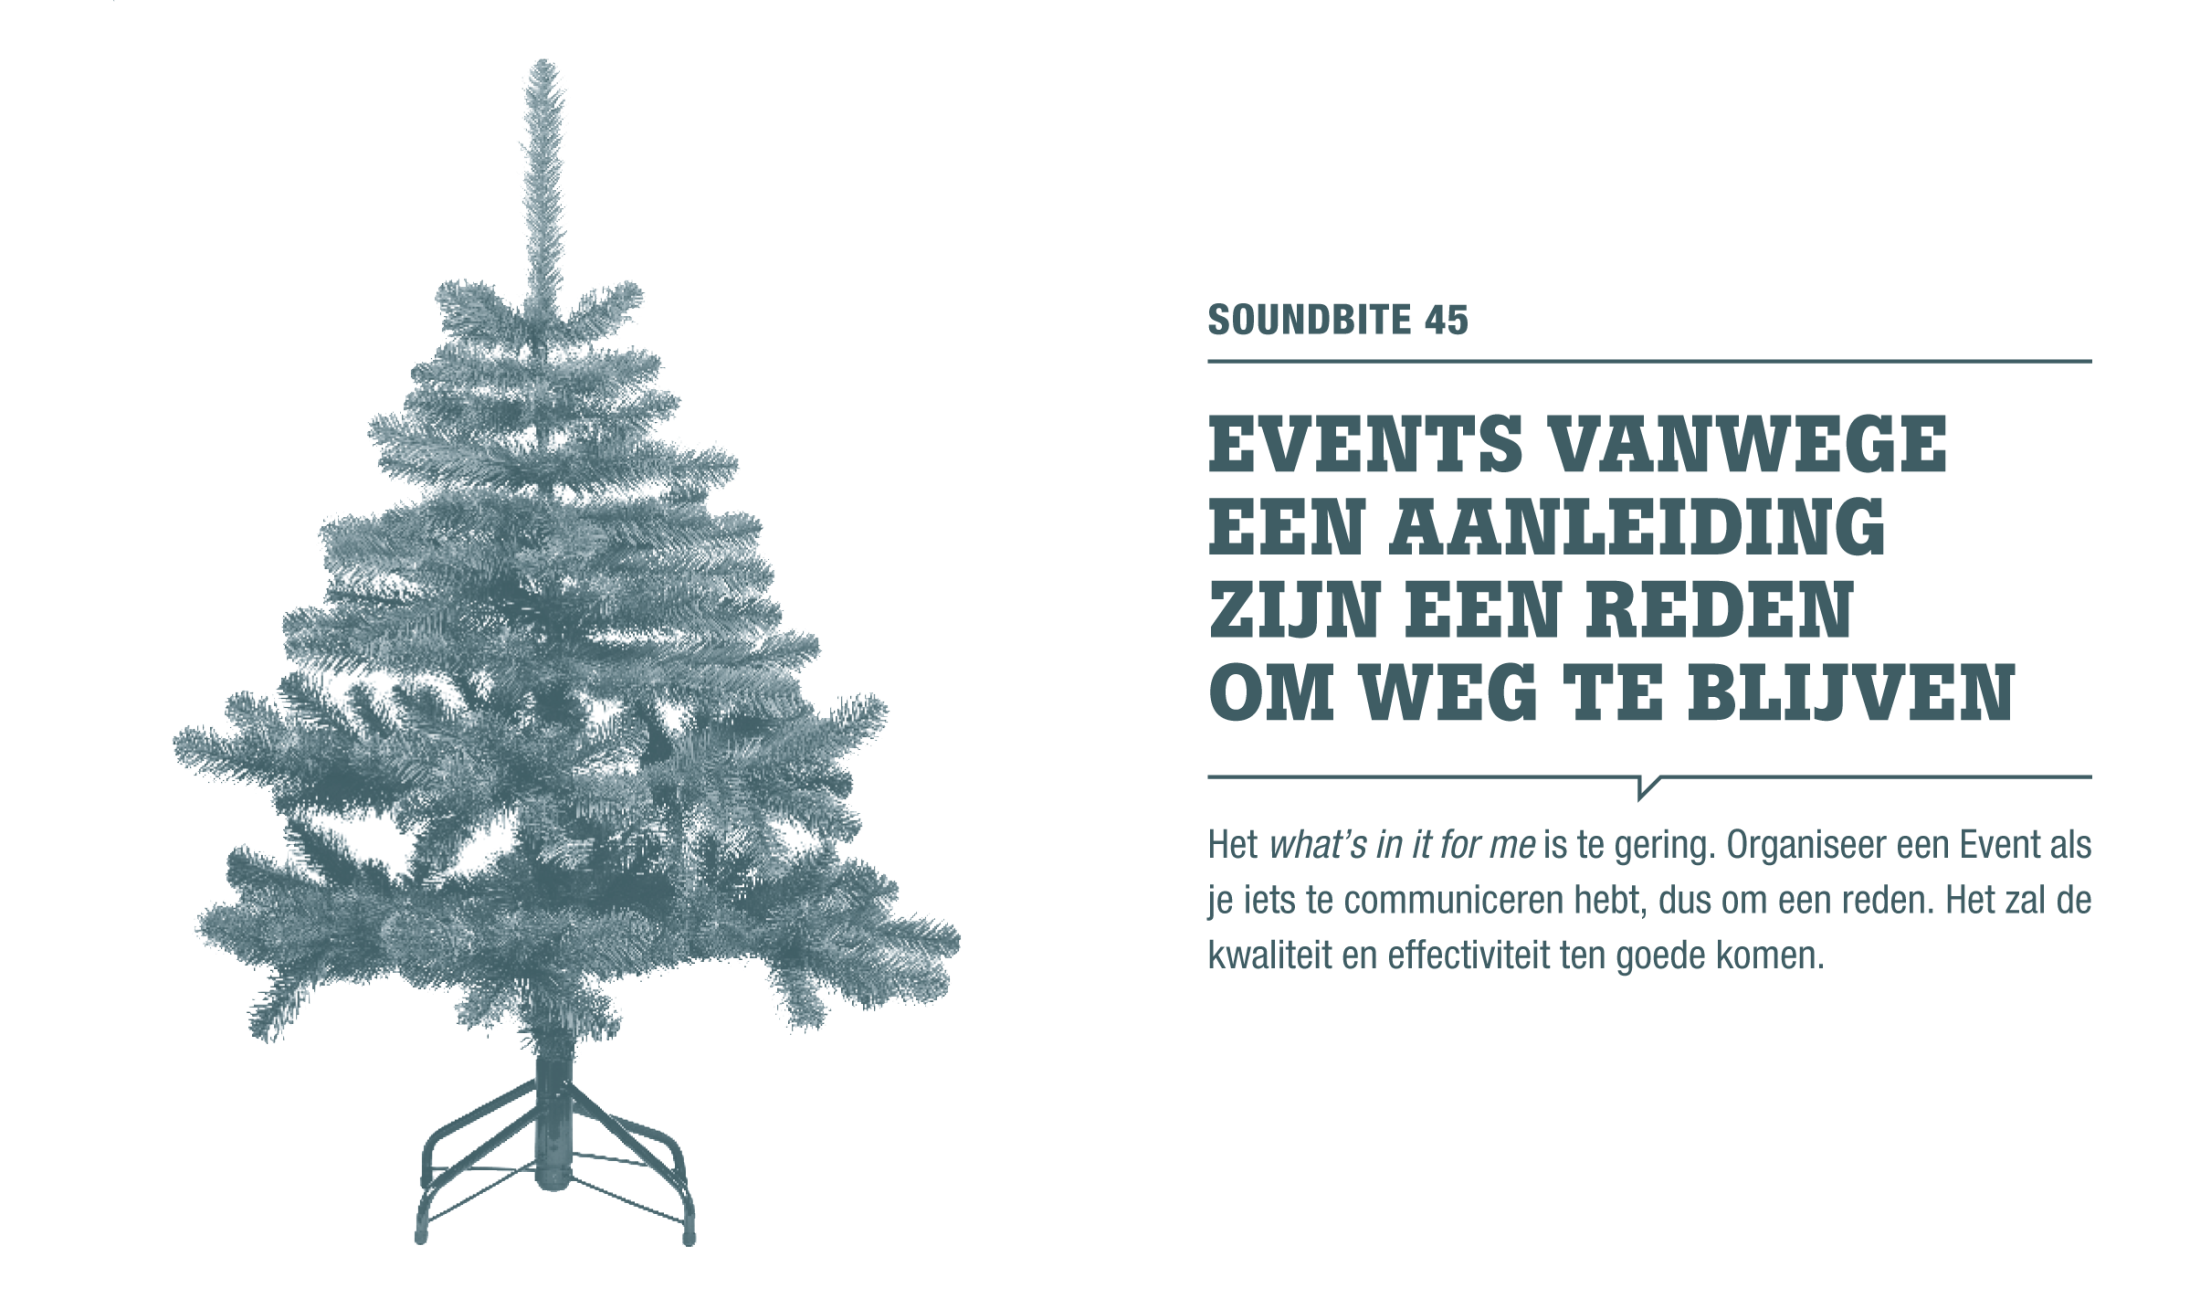 SOUNDBITE 45
EVENTS VANWEGE
EEN AANLEIDING
ZIJN EEN REDEN
OM WEG TE BLIJVEN
Het what's in it for me is te gering. Organiseer een Event als
je iets te communiceren hebt, dus om een reden. Het zal de
kwaliteit en effectiviteit ten goede komen.